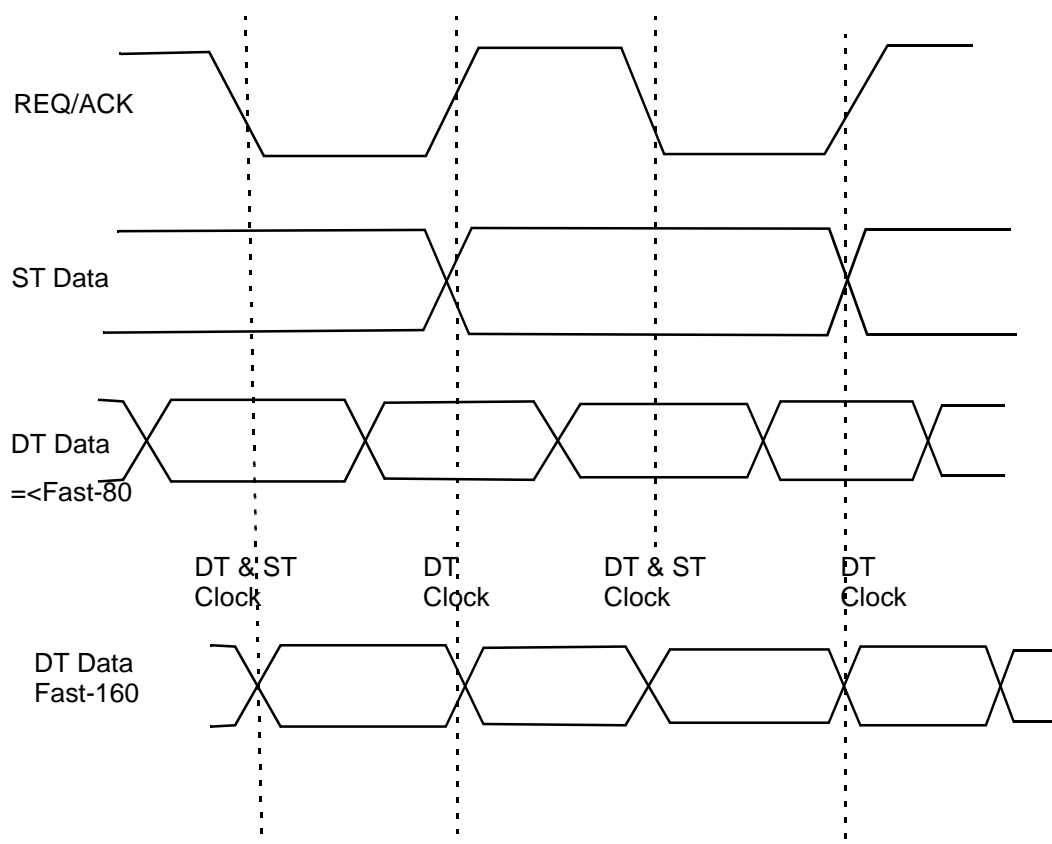 REQ/ACK
ST Data
DT Data
=<Fast-80
DT & ST
Clock
DT
Clock
DT & ST
Clock
DT
Clock
DT Data
Fast-160